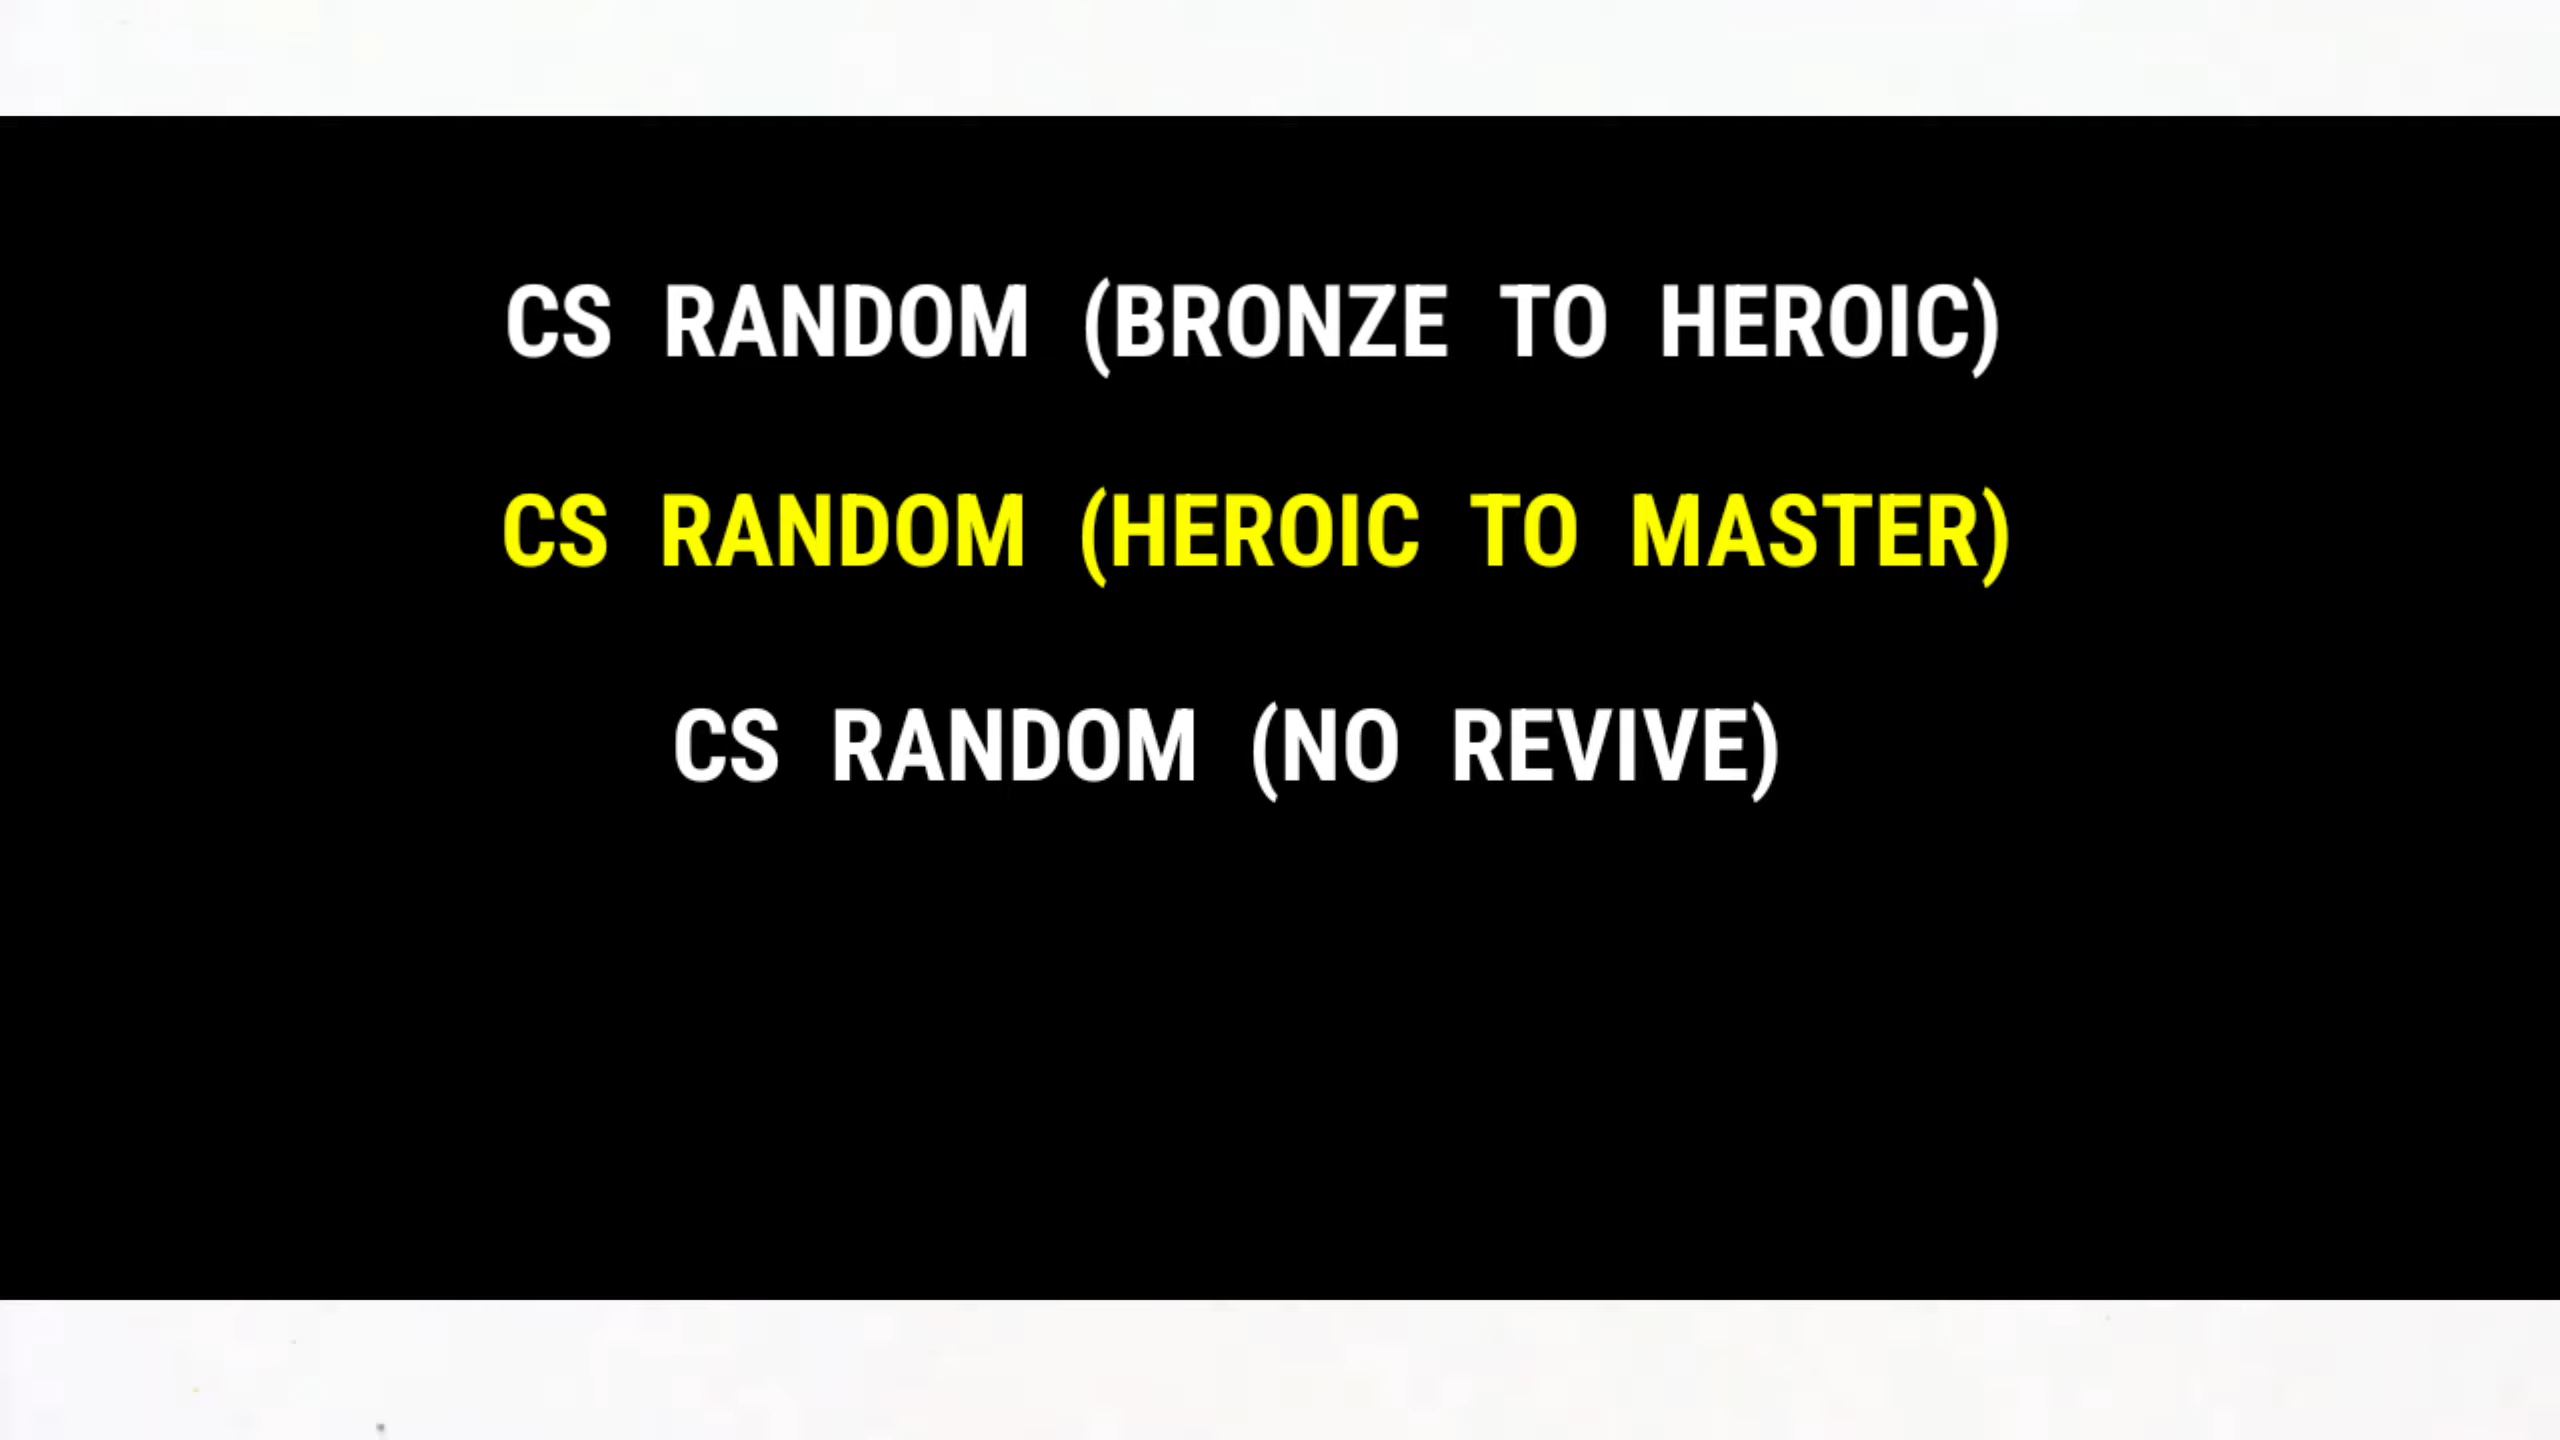 CS RANDOM (BRONZE TO HEROIC)
CS RANDOM (HEROIC TO MASTER)
CS RANDOM (NO REVIVE)